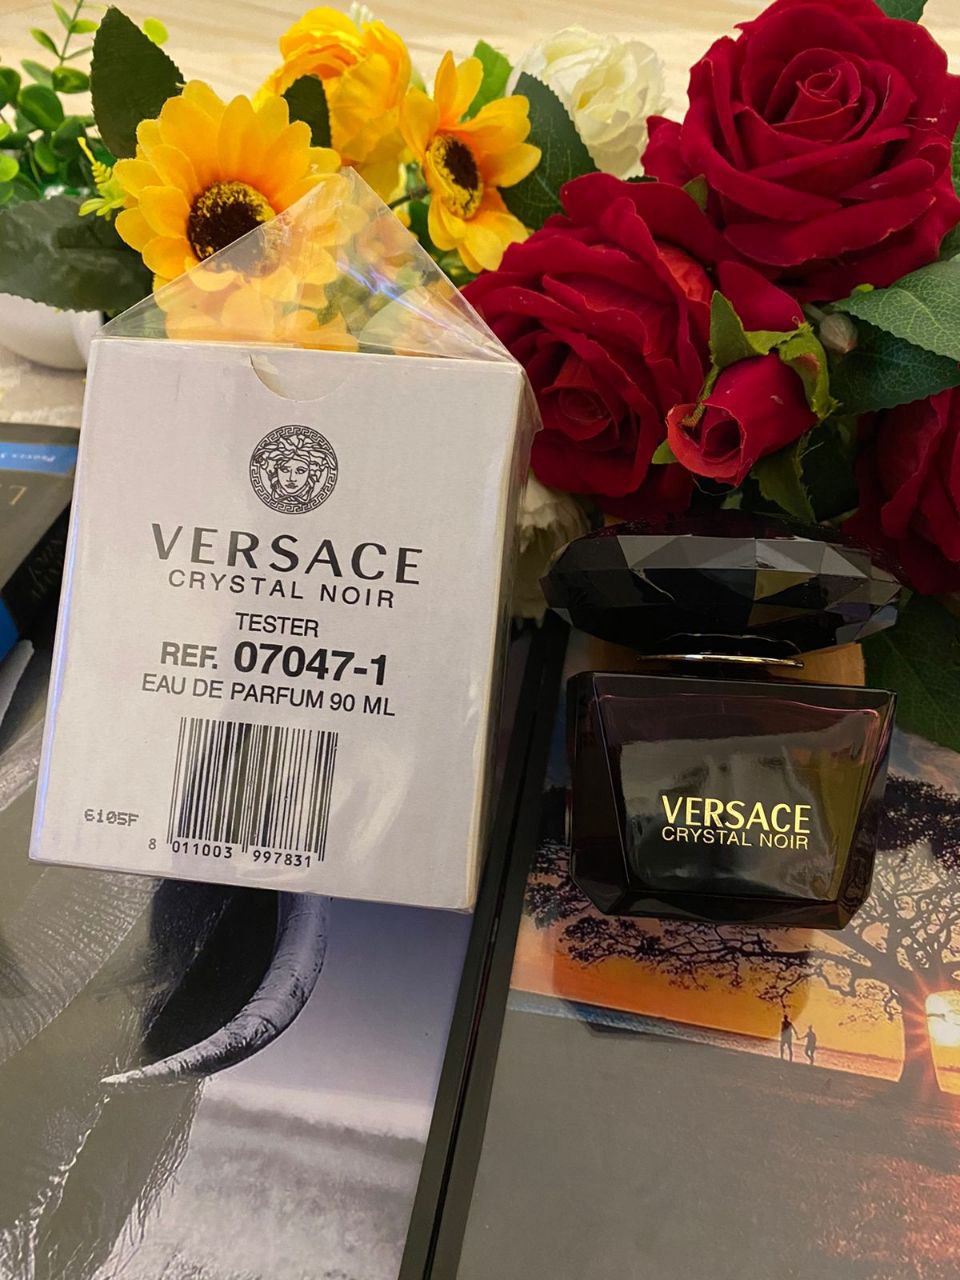 VERSACE
CRYSTAL NOIR
TESTER
REF. 07047-1
EAU DE PARFUM 90 ML
6105F
8 011003 997831
VERSACE
CRYSTAL NOIR